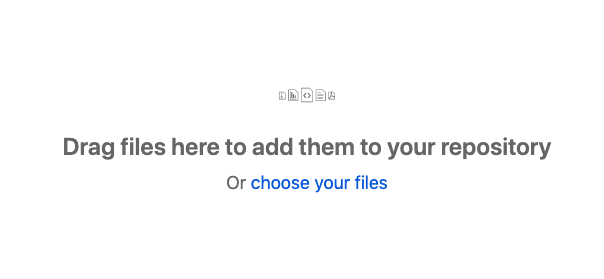 Drag files here to add them to your repository
Or choose your files